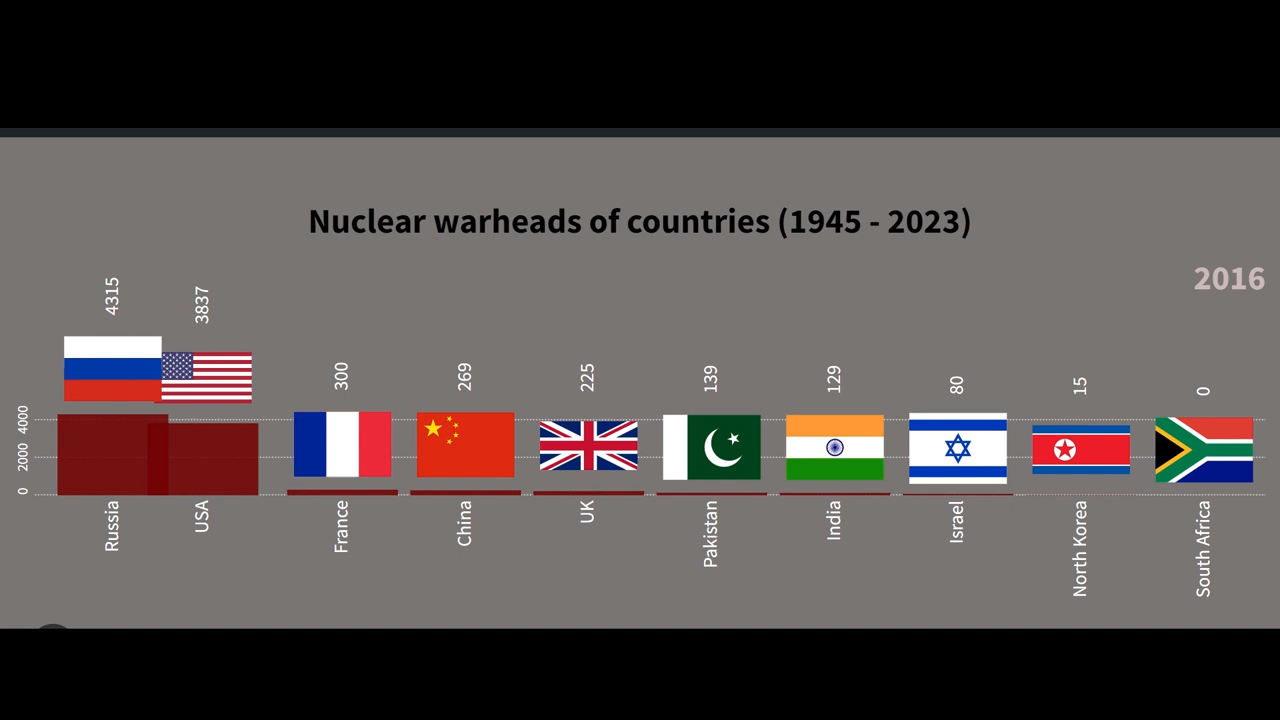 Nuclear warheads of countries (1945 - 2023)
2016
4315
3837
300
269
225
139
129
80
15
0
4000
2000
0
Russia
USA
France
China
UK
Pakistan
India
Israel
North Korea
South Africa